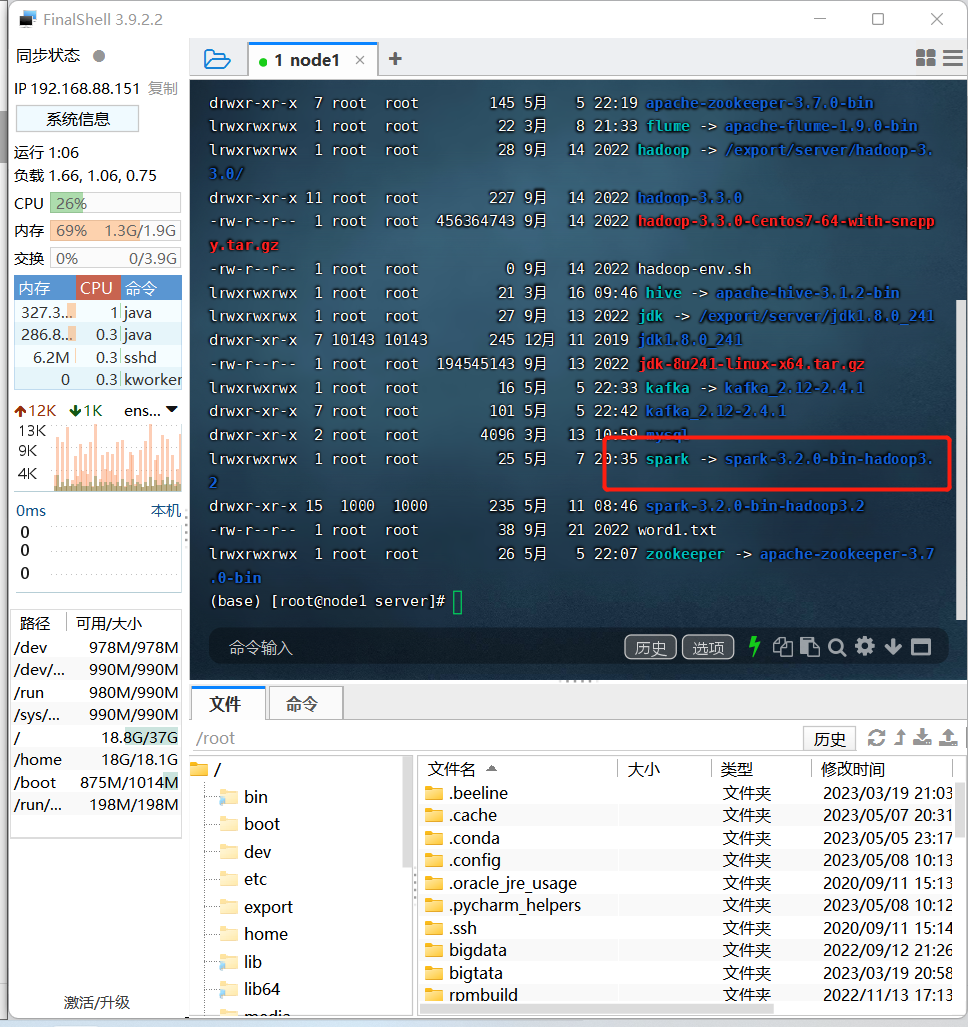 FinalShell 3.9.2.2
同步状态
IP 192.168.88.151 复制
系统信息
运行 1:06
负载 1.66, 1.06, 0.75
CPU 26%
内存 69% 1.3G/1.9G
交换 0% 0/3.9G
内存 CPU 命令
327.3... 1 java
286.8... 0.3 java
6.2M 0.3 sshd
0 0.3 kworker
12K 1K ens...
13K
9K
4K
0ms 本机
0
0
0
路径 可用/大小
/dev 978M/978M
/dev/... 990M/990M
/run 980M/990M
/sys/... 990M/990M
/ 18.8G/37G
/home 18G/18.1G
/boot 875M/1014M
/run/... 198M/198M
激活/升级
1 node1
drwxr-xr-x 7 root root 145 5月 5 22:19 apache-zookeeper-3.7.0-bin
lrwxrwxrwx 1 root root 22 3月 8 21:33 flume -> apache-flume-1.9.0-bin
lrwxrwxrwx 1 root root 28 9月 14 2022 hadoop -> /export/server/hadoop-3.
3.0/
drwxr-xr-x 11 root root 227 9月 14 2022 hadoop-3.3.0
-rw-r--r-- 1 root root 456364743 9月 14 2022 hadoop-3.3.0-Centos7-64-with-snapp
y.tar.gz
-rw-r--r-- 1 root root 0 9月 14 2022 hadoop-env.sh
lrwxrwxrwx 1 root root 21 3月 16 09:46 hive -> apache-hive-3.1.2-bin
lrwxrwxrwx 1 root root 27 9月 13 2022 jdk -> /export/server/jdk1.8.0_241
drwxr-xr-x 7 10143 10143 245 12月 11 2019 jdk1.8.0_241
-rw-r--r-- 1 root root 194545143 9月 13 2022 jdk-8u241-linux-x64.tar.gz
lrwxrwxrwx 1 root root 16 5月 5 22:33 kafka -> kafka_2.12-2.4.1
drwxr-xr-x 7 root root 101 5月 5 22:42 kafka_2.12-2.4.1
drwxr-xr-x 2 root root 4096 3月 13 10:59 mysql
lrwxrwxrwx 1 root root 25 5月 7 20:35 spark -> spark-3.2.0-bin-hadoop3.
2
drwxr-xr-x 15 1000 1000 235 5月 11 08:46 spark-3.2.0-bin-hadoop3.2
-rw-r--r-- 1 root root 38 9月 21 2022 word1.txt
lrwxrwxrwx 1 root root 26 5月 5 22:07 zookeeper -> apache-zookeeper-3.7
.0-bin
(base) [root@node1 server]#
命令输入 历史 选项
文件 命令
/root 历史
/
bin
boot
dev
etc
export
home
lib
lib64
media
文件名 大小 类型 修改时间
.beeline 文件夹 2023/03/19 21:03
.cache 文件夹 2023/05/07 20:31
.conda 文件夹 2023/05/05 23:17
.config 文件夹 2023/05/08 10:13
.oracle_jre_usage 文件夹 2020/09/11 15:13
.pycharm_helpers 文件夹 2023/05/08 10:12
.ssh 文件夹 2020/09/11 15:14
bigdata 文件夹 2022/09/12 21:26
bigtata 文件夹 2023/03/19 20:58
rpmbuild 文件夹 2022/11/13 17:13